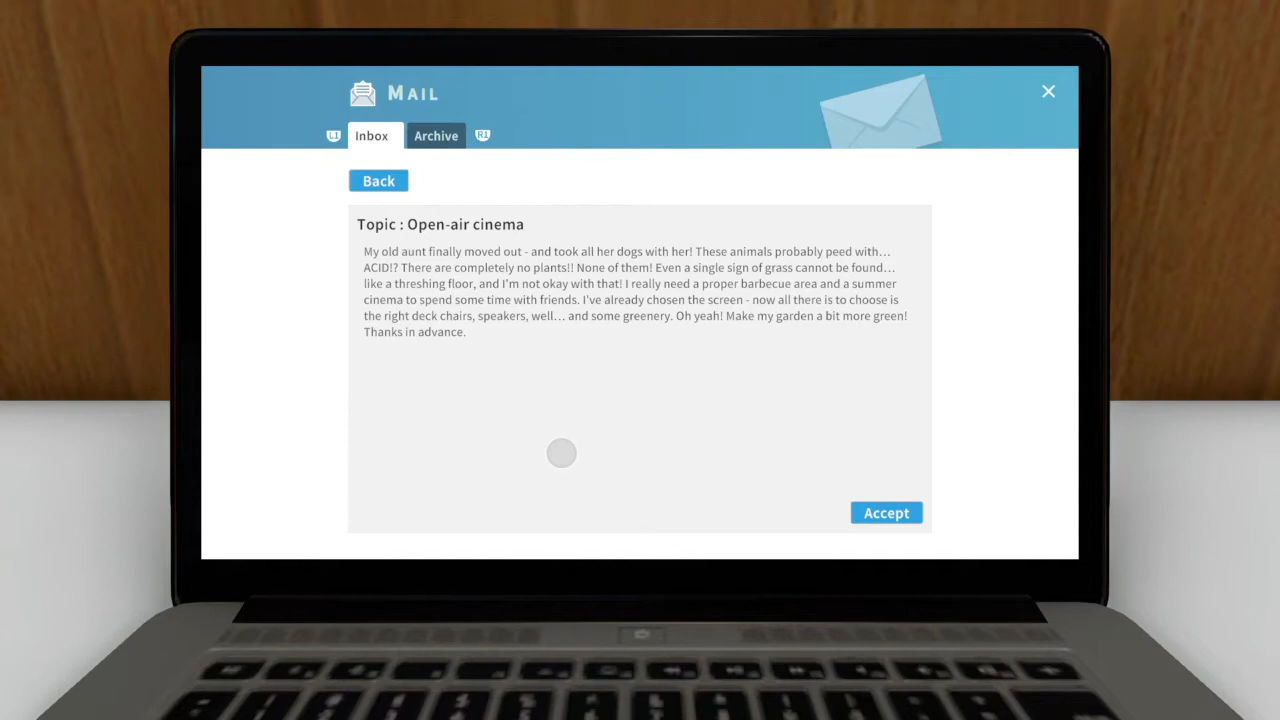 MAIL
L1 Inbox Archive R1
Back
Topic : Open-air cinema
My old aunt finally moved out - and took all her dogs with her! These animals probably peed with...
ACID!? There are completely no plants!! None of them! Even a single sign of grass cannot be found...
like a threshing floor, and I'm not okay with that! I really need a proper barbecue area and a summer
cinema to spend some time with friends. I've already chosen the screen - now all there is to choose is
the right deck chairs, speakers, well... and some greenery. Oh yeah! Make my garden a bit more green!
Thanks in advance.
Accept